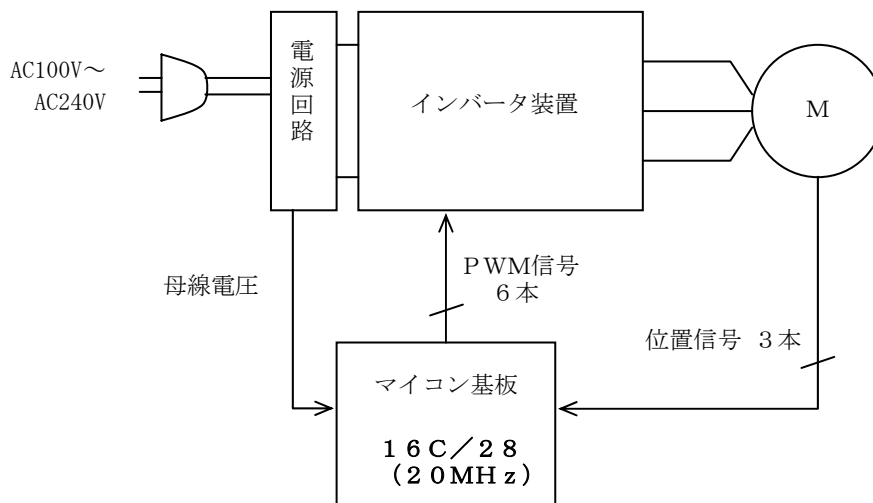 AC100V～
AC240V
電源回路
インバータ装置
M
母線電圧
ＰＷＭ信号
６本
位置信号 ３本
マイコン基板
１６Ｃ／２８
（２０ＭＨｚ）